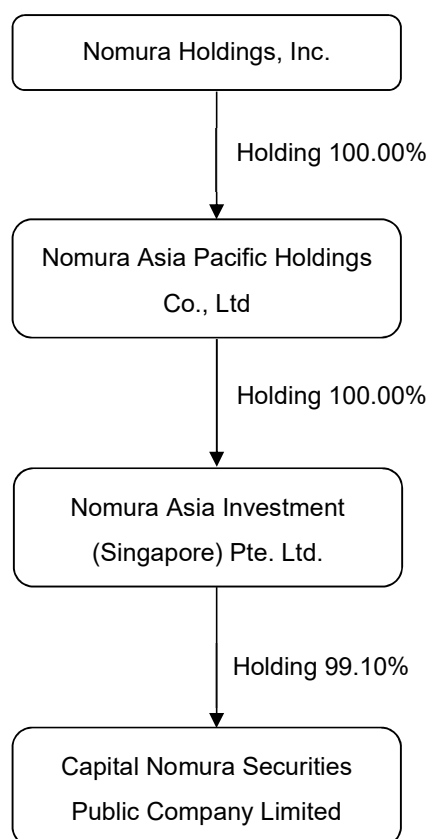 Nomura Holdings, Inc.
Holding 100.00%
Nomura Asia Pacific Holdings
Co., Ltd
Holding 100.00%
Nomura Asia Investment
(Singapore) Pte. Ltd.
Holding 99.10%
Capital Nomura Securities
Public Company Limited